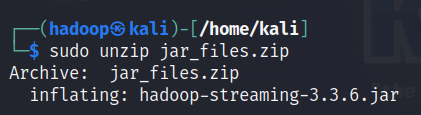 (hadoop㉿kali)-[/home/kali]
$ sudo unzip jar_files.zip
Archive:  jar_files.zip
  inflating: hadoop-streaming-3.3.6.jar